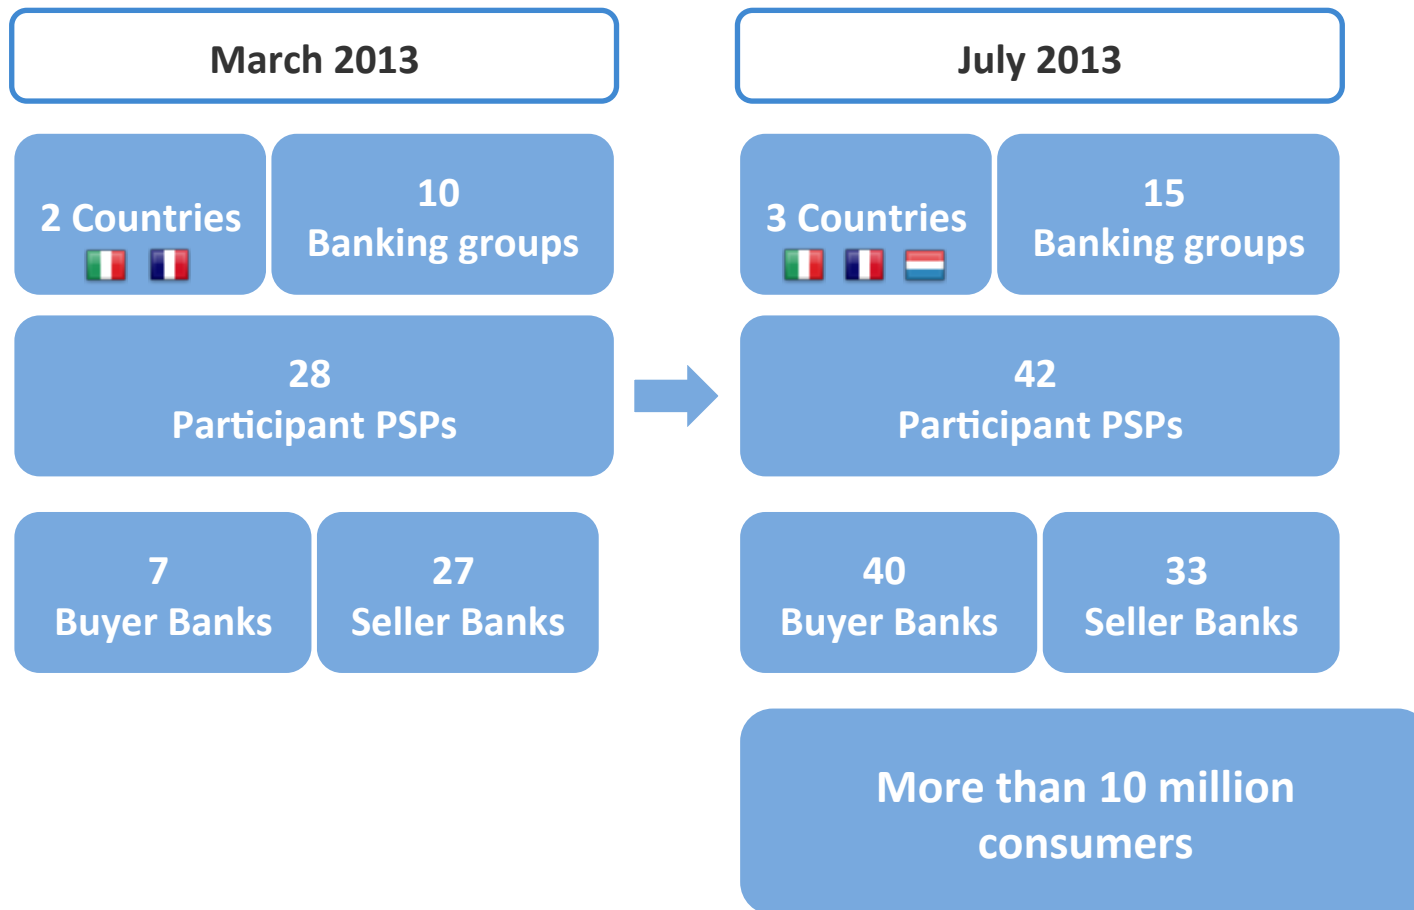 March 2013
2 Countries
10
Banking groups
28
Participant PSPs
7
Buyer Banks
27
Seller Banks
July 2013
3 Countries
15
Banking groups
42
Participant PSPs
40
Buyer Banks
33
Seller Banks
More than 10 million
consumers